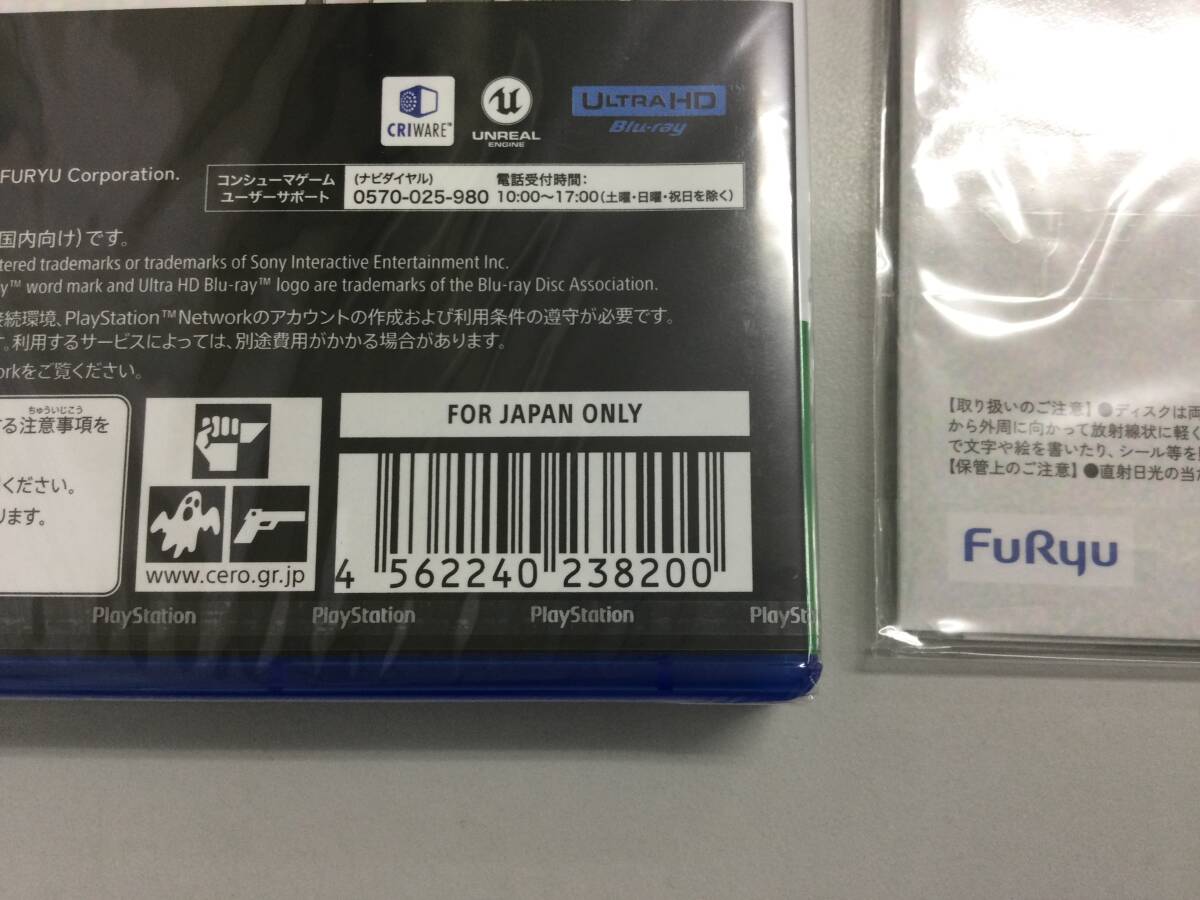 CRIWARE™
UNREAL
ENGINE
ULTRA HD™
Blu-ray
FURYU Corporation.
コンシューマゲーム
ユーザーサポート
(ナビダイヤル)
0570-025-980
電話受付時間:
10:00～17:00(土曜・日曜・祝日を除く)
国内向け)です。
tered trademarks or trademarks of Sony Interactive Entertainment Inc.
y™ word mark and Ultra HD Blu-ray™ logo are trademarks of the Blu-ray Disc Association.
接続環境、PlayStation™Networkのアカウントの作成および利用条件の遵守が必要です。
す。利用するサービスによっては、別途費用がかかる場合があります。
orkをご覧ください。
ちゅういじこう
する注意事項を
ください。
ります。
www.cero.gr.jp
FOR JAPAN ONLY
4 562240 238200
PlayStation PlayStation PlayStation PlaySt
【取り扱いのご注意】●ディスクは両
から外周に向かって放射線状に軽く
で文字や絵を書いたり、シール等を
【保管上のご注意】●直射日光の当た
FuRyu